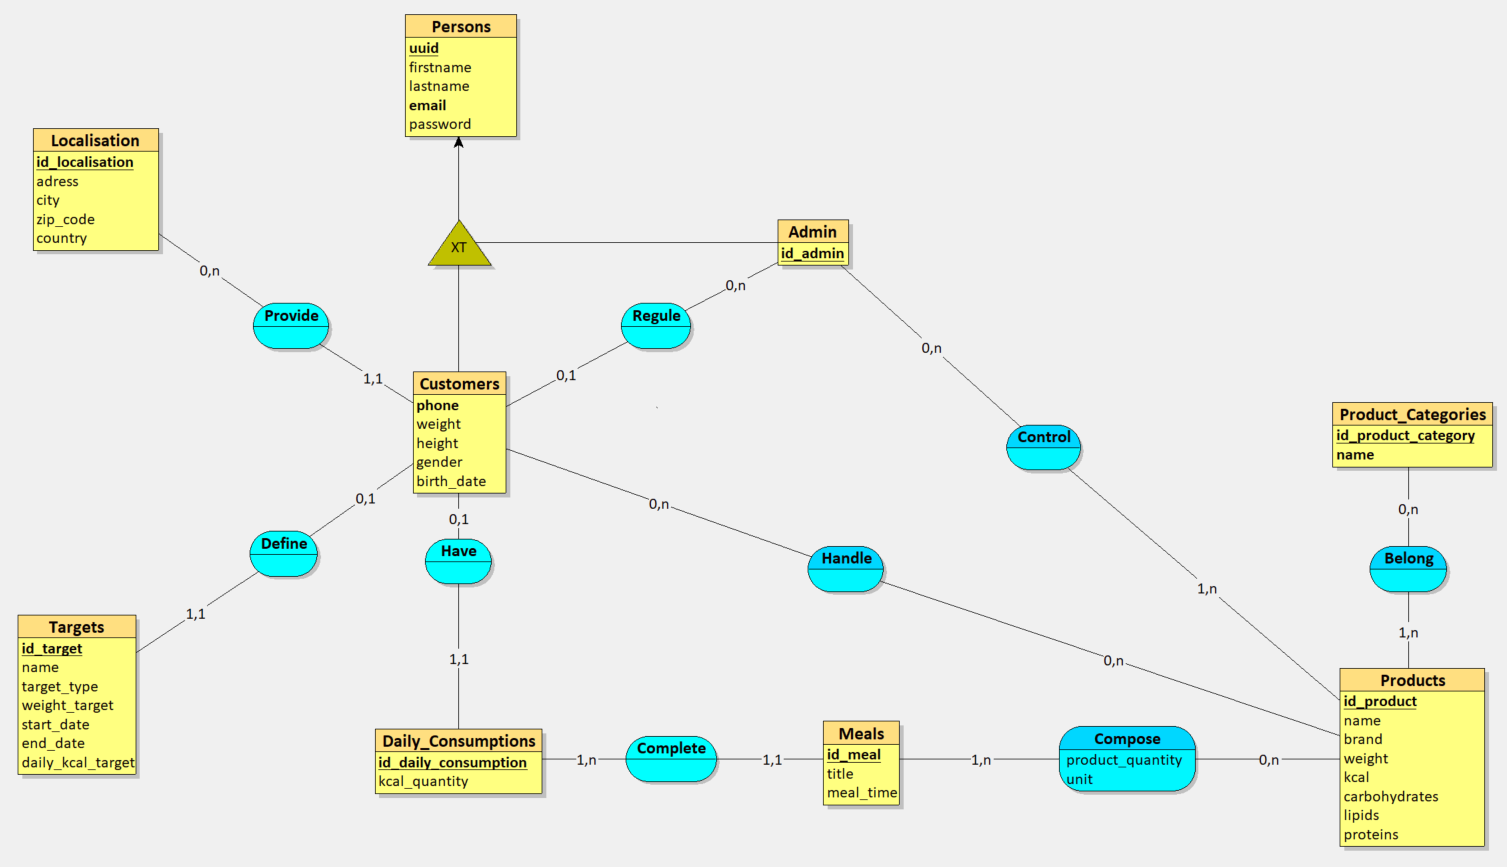 Persons
uuid
firstname
lastname
email
password
Localisation
id_localisation
adress
city
zip_code
country
XT
Admin
id_admin
0,n
Provide
1,1
0,n
Regule
0,1
0,n
Control
1,n
Customers
phone
weight
height
gender
birth_date
Product_Categories
id_product_category
name
0,n
Belong
1,n
0,1
Define
1,1
0,1
Have
1,1
0,n
Handle
0,n
Targets
id_target
name
target_type
weight_target
start_date
end_date
daily_kcal_target
Daily_Consumptions
id_daily_consumption
kcal_quantity
1,n
Complete
1,1
Meals
id_meal
title
meal_time
1,n
Compose
product_quantity
unit
0,n
Products
id_product
name
brand
weight
kcal
carbohydrates
lipids
proteins